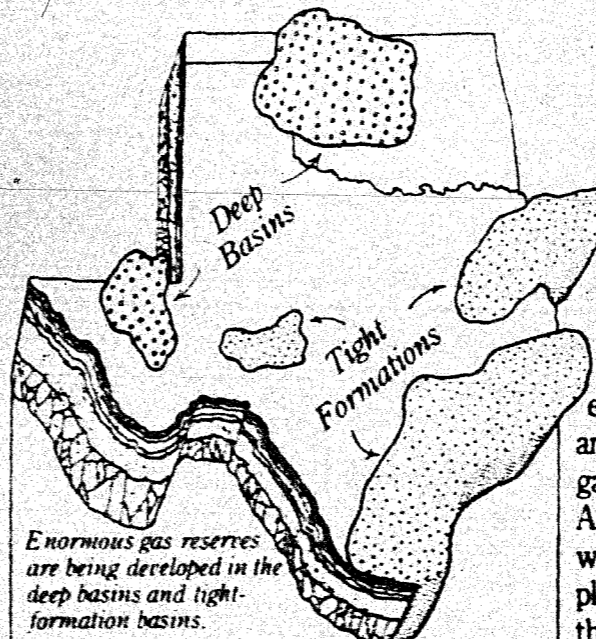 Deep
Basins
Tight
Formations
Enormous gas reserves
are being developed in the
deep basins and tight-
formation basins.